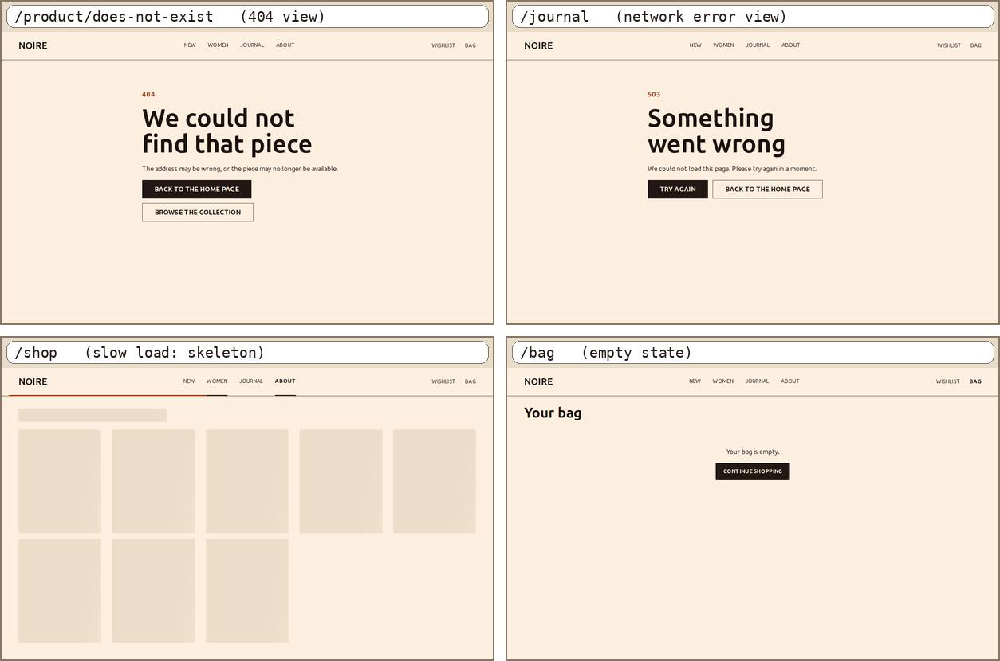 /product/does-not-exist (404 view)
NOIRE NEW WOMEN JOURNAL ABOUT WISHLIST BAG
404
We could not
find that piece
The address may be wrong, or the piece may no longer be available.
BACK TO THE HOME PAGE
BROWSE THE COLLECTION
/journal (network error view)
NOIRE NEW WOMEN JOURNAL ABOUT WISHLIST BAG
503
Something
went wrong
We could not load this page. Please try again in a moment.
TRY AGAIN BACK TO THE HOME PAGE
/shop (slow load: skeleton)
NOIRE NEW WOMEN JOURNAL ABOUT WISHLIST BAG
/bag (empty state)
NOIRE NEW WOMEN JOURNAL ABOUT WISHLIST BAG
Your bag
Your bag is empty.
CONTINUE SHOPPING